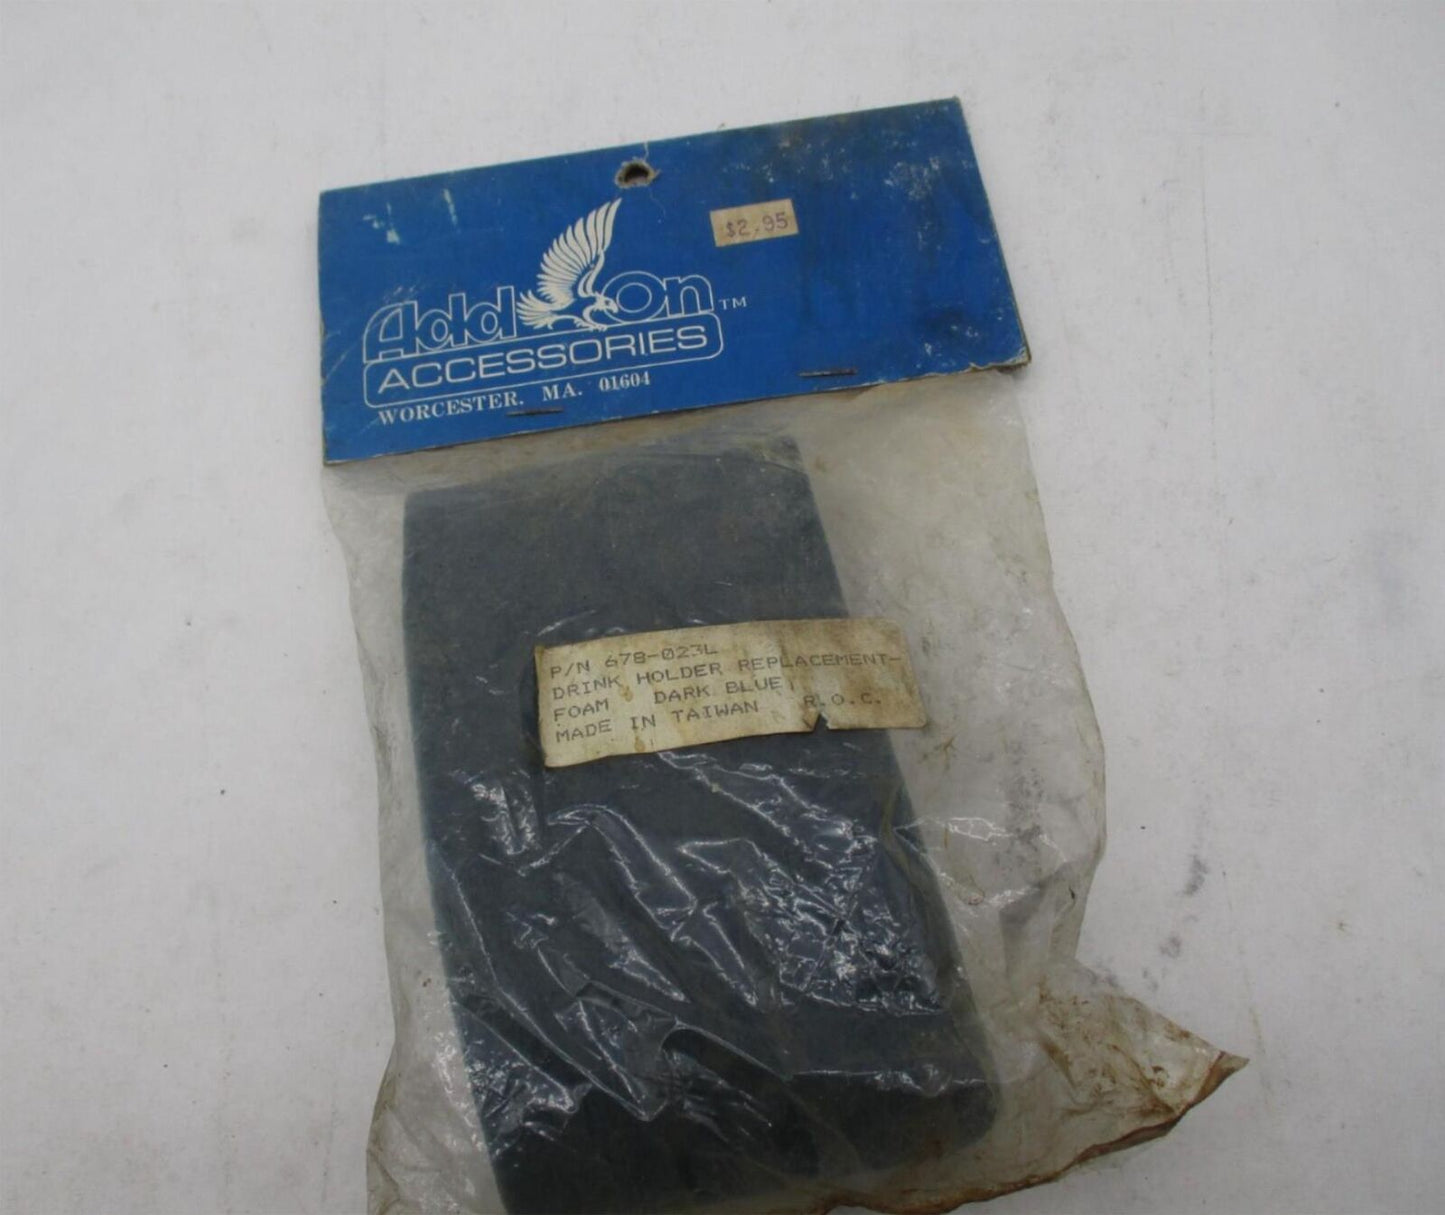 $2.95
Add On TM
ACCESSORIES
WORCESTER. MA. 01604
P/N 678-023L
DRINK HOLDER REPLACEMENT-
FOAM DARK BLUE
MADE IN TAIWAN R.O.C.